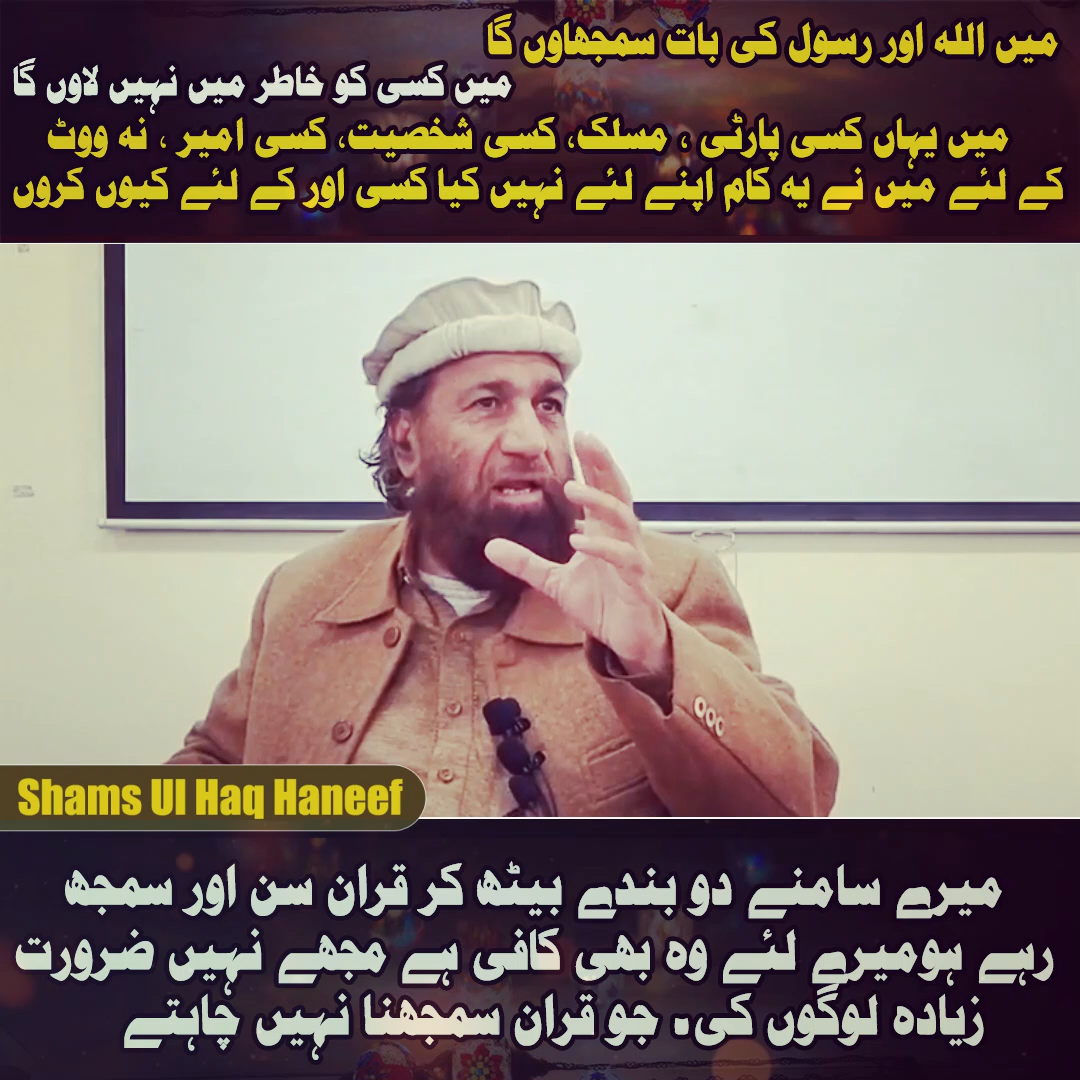 میں الله اور رسول کی بات سمجھاوں گا
میں کسی کو خاطر میں نہیں لاوں گا
میں یہاں کسی پارٹی ، مسلک، کسی شخصیت، کسی امیر ، نہ ووٹ
کے لئے میں نے یہ کام اپنے لئے نہیں کیا کسی اور کے لئے کیوں کروں
Shams Ul Haq Haneef
میرے سامنے دو بندے بیٹھ کر قران سن اور سمجھ
رہے ہومیرے لئے وہ بھی کافی ہے مجھے نہیں ضرورت
زیادہ لوگوں کی. جو قران سمجھنا نہیں چاہتے